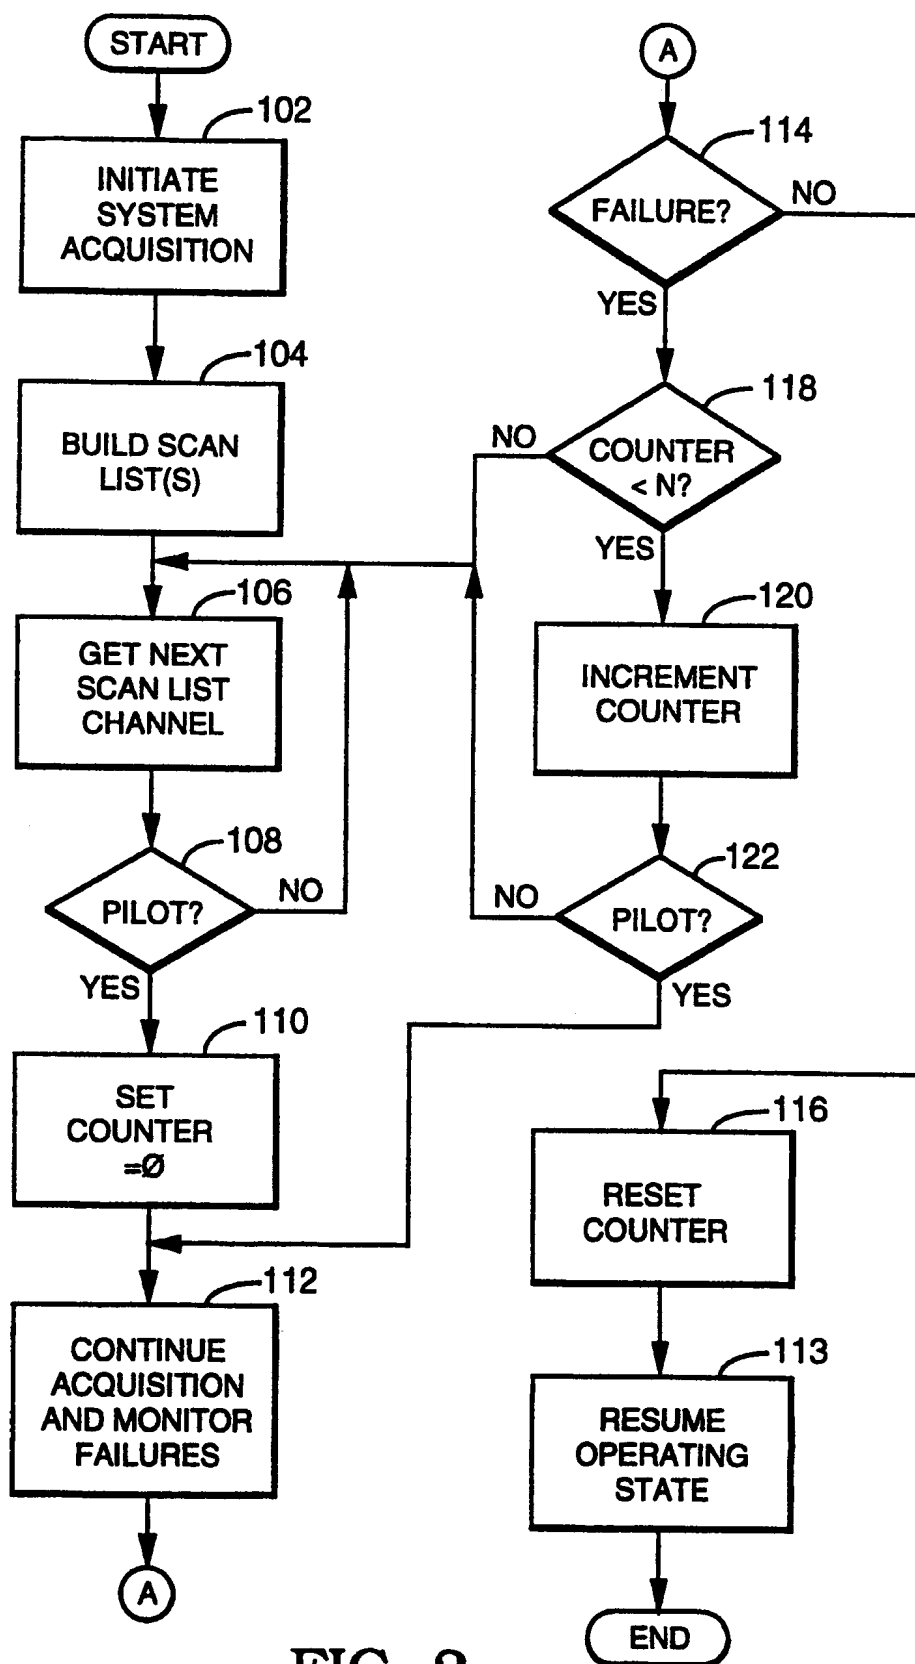 START
102
INITIATE
SYSTEM
ACQUISITION
104
BUILD SCAN
LIST(S)
106
GET NEXT
SCAN LIST
CHANNEL
108
PILOT?
NO
YES
110
SET
COUNTER
=Ø
112
CONTINUE
ACQUISITION
AND MONITOR
FAILURES
A
A
114
FAILURE?
NO
YES
118
NO
COUNTER
< N?
YES
120
INCREMENT
COUNTER
122
NO
PILOT?
YES
116
RESET
COUNTER
113
RESUME
OPERATING
STATE
END